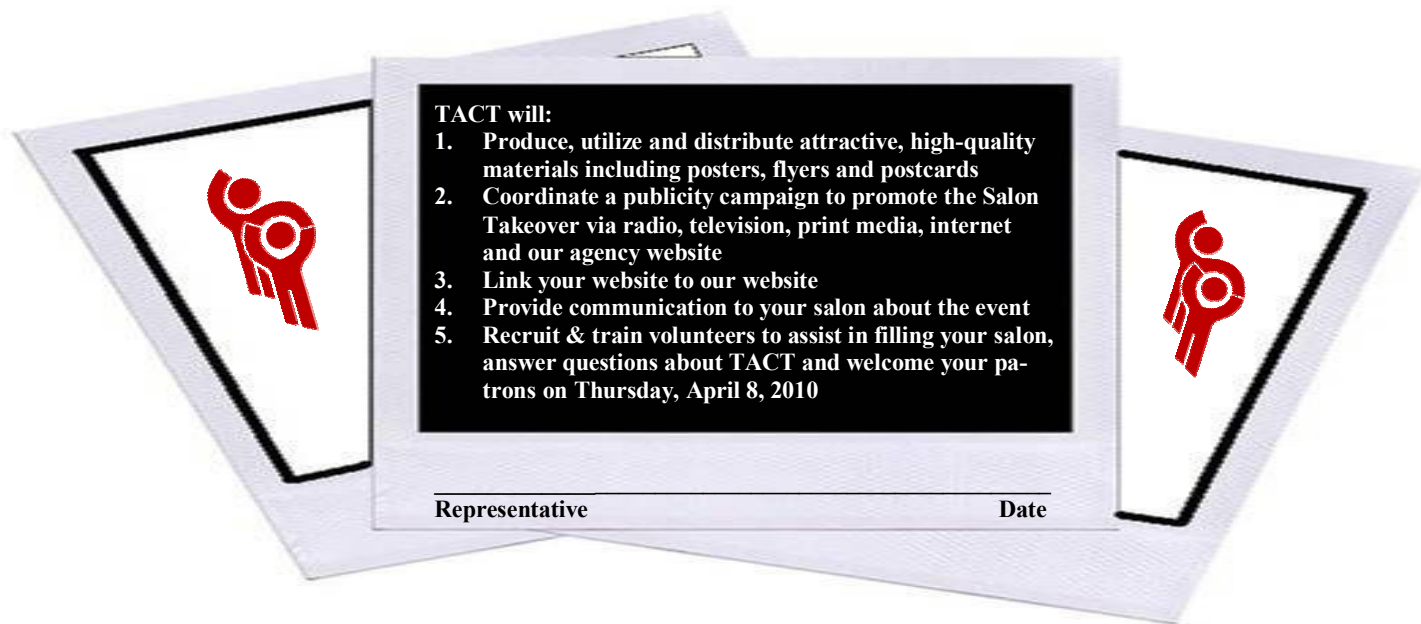 TACT will:
1. Produce, utilize and distribute attractive, high-quality
materials including posters, flyers and postcards
2. Coordinate a publicity campaign to promote the Salon
Takeover via radio, television, print media, internet
and our agency website
3. Link your website to our website
4. Provide communication to your salon about the event
5. Recruit & train volunteers to assist in filling your salon,
answer questions about TACT and welcome your pa-
trons on Thursday, April 8, 2010
Representative Date